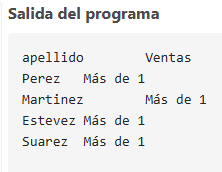 Salida del programa
apellido Ventas
Perez Más de 1
Martinez Más de 1
Estevez Más de 1
Suarez Más de 1